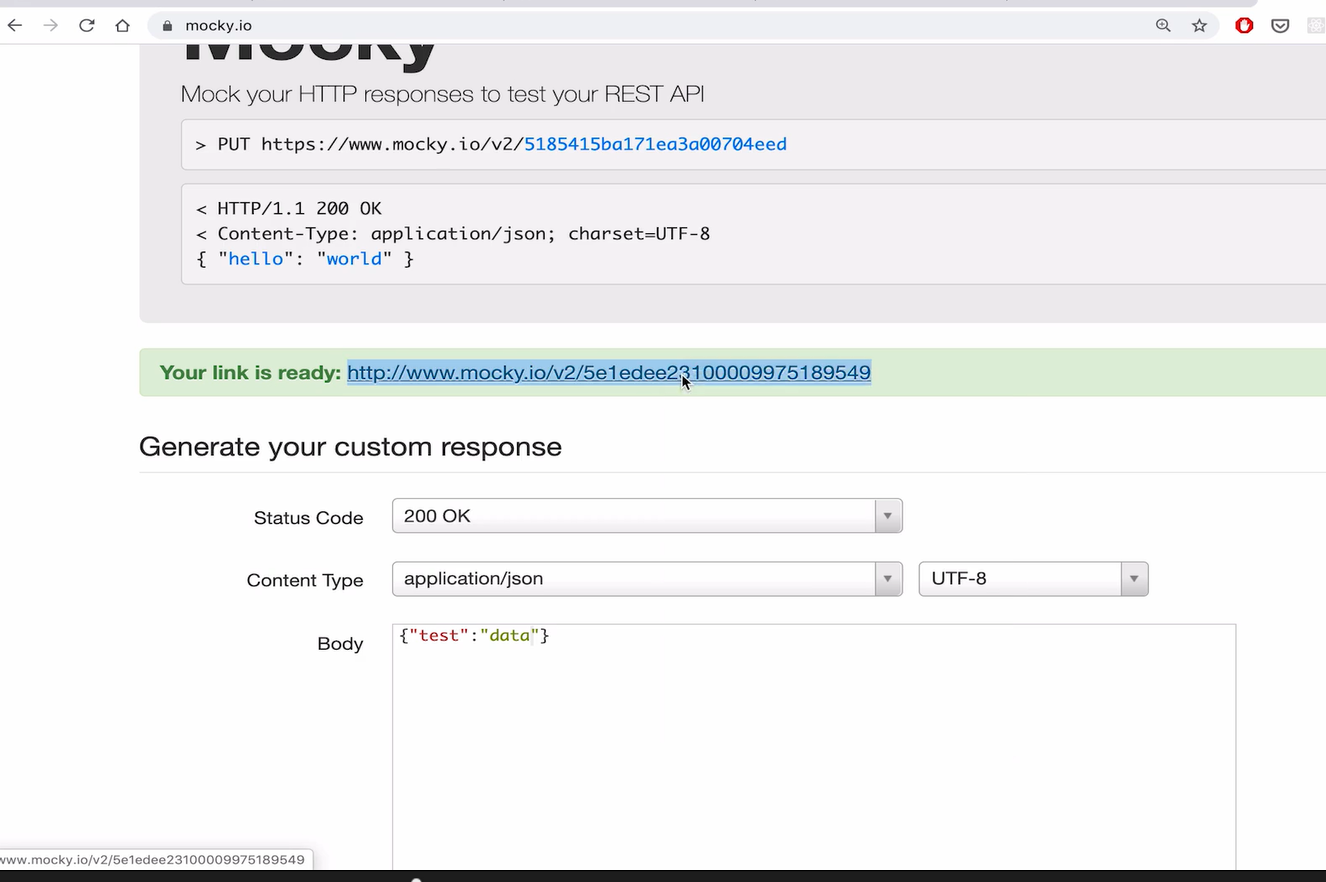 mocky.io
Mocky
Mock your HTTP responses to test your REST API
> PUT https://www.mocky.io/v2/5185415ba171ea3a00704eed
< HTTP/1.1 200 OK
< Content-Type: application/json; charset=UTF-8
{ "hello": "world" }
Your link is ready: http://www.mocky.io/v2/5e1edee23100009975189549
Generate your custom response
Status Code 200 OK
Content Type application/json UTF-8
Body {"test":"data"}
www.mocky.io/v2/5e1edee23100009975189549